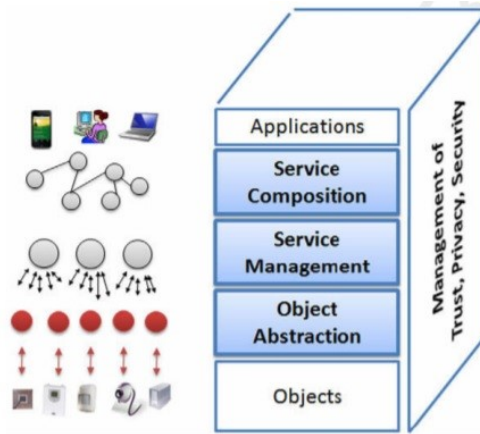 Applications
Service
Composition
Service
Management
Object
Abstraction
Objects
Management of
Trust, Privacy, Security